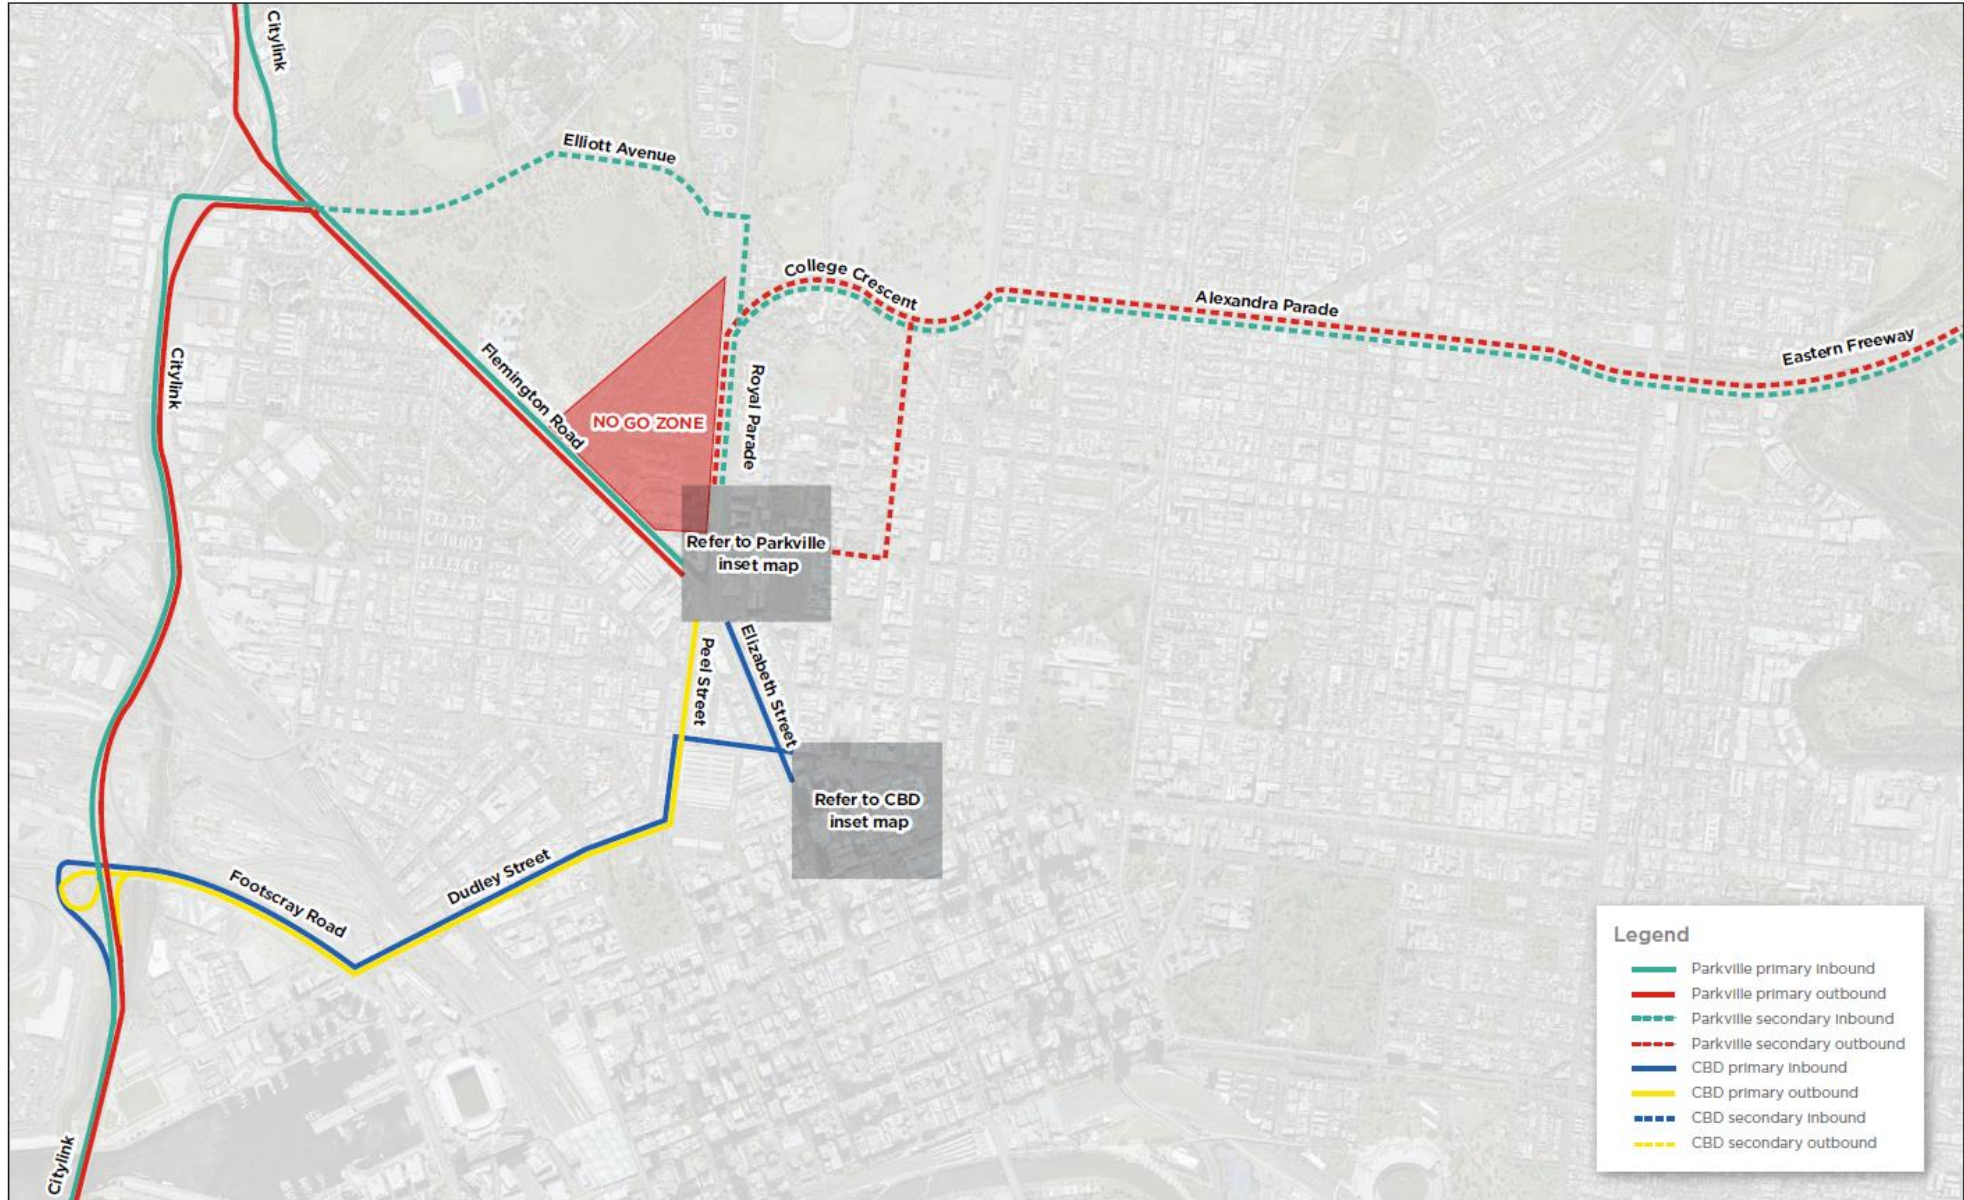 Citylink
Elliott Avenue
College Crescent
Alexandra Parade
Eastern Freeway
Citylink
Flemington Road
NO GO ZONE
Royal Parade
Refer to Parkville
inset map
Peel Street
Elizabeth Street
Refer to CBD
inset map
Footscray Road
Dudley Street
Citylink
Legend
Parkville primary inbound
Parkville primary outbound
Parkville secondary inbound
Parkville secondary outbound
CBD primary inbound
CBD primary outbound
CBD secondary inbound
CBD secondary outbound